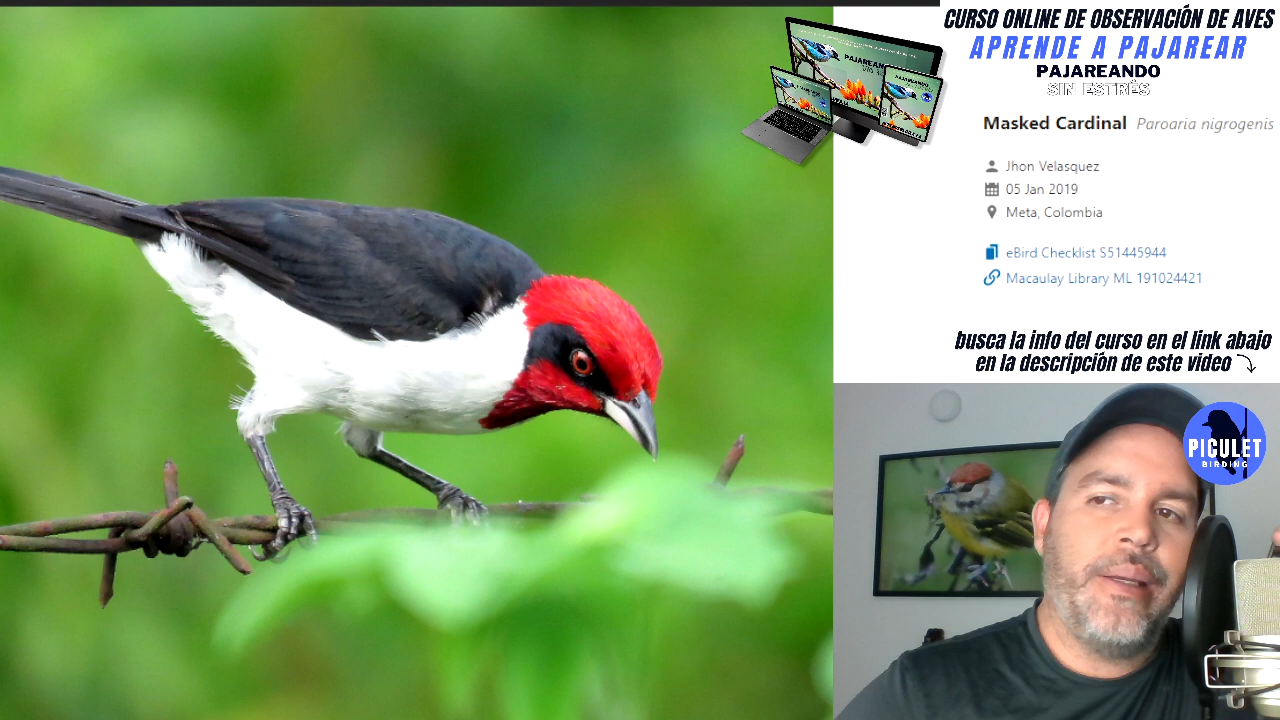 CURSO ONLINE DE OBSERVACIÓN DE AVES
APRENDE A PAJAREAR
PAJAREANDO
SIN ESTRÉS
Masked Cardinal Paroaria nigrogenis
Jhon Velasquez
05 Jan 2019
Meta, Colombia
eBird Checklist S51445944
Macaulay Library ML 191024421
busca la info del curso en el link abajo
en la descripción de este video
PICULET
BIRDING